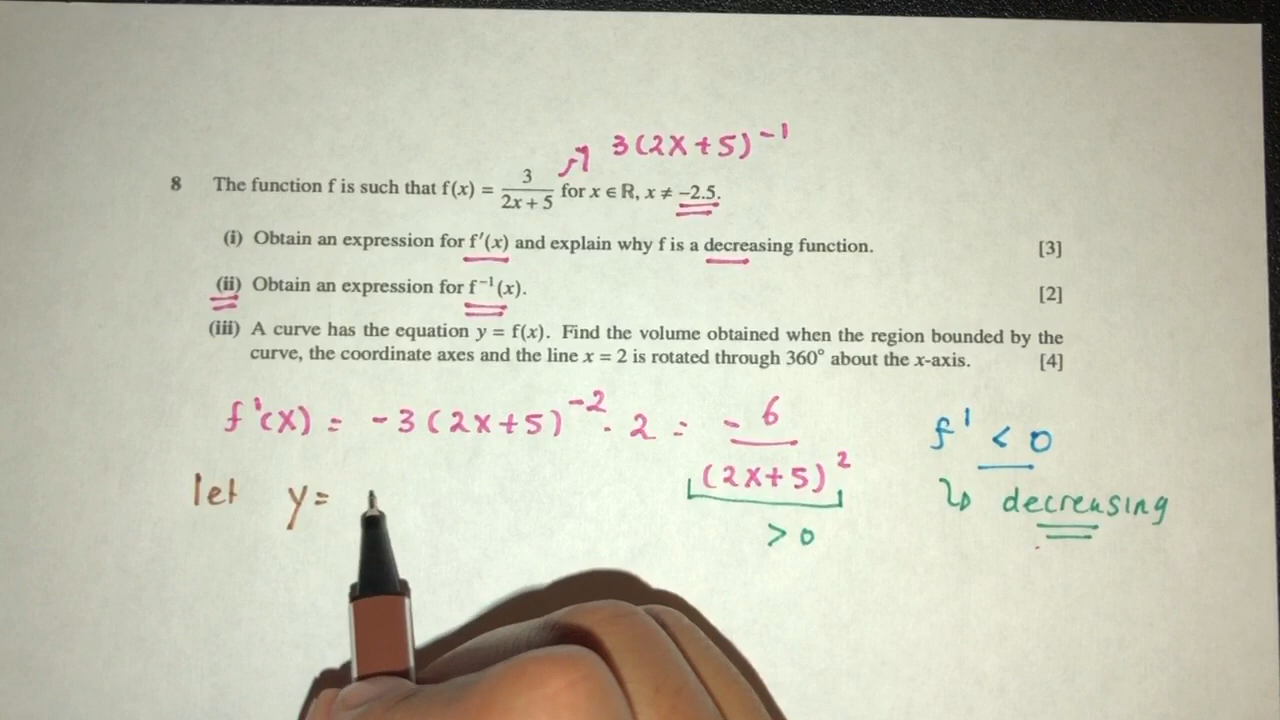 3(2x+5)⁻¹
8 The function f is such that f(x) = 3/(2x + 5) for x ∈ ℝ, x ≠ −2.5.
(i) Obtain an expression for f′(x) and explain why f is a decreasing function. [3]
(ii) Obtain an expression for f⁻¹(x). [2]
(iii) A curve has the equation y = f(x). Find the volume obtained when the region bounded by the
curve, the coordinate axes and the line x = 2 is rotated through 360° about the x-axis. [4]
f'(x) = -3(2x+5)⁻² · 2 = -6/(2x+5)²
f' < 0
let y=
decreasing
> 0